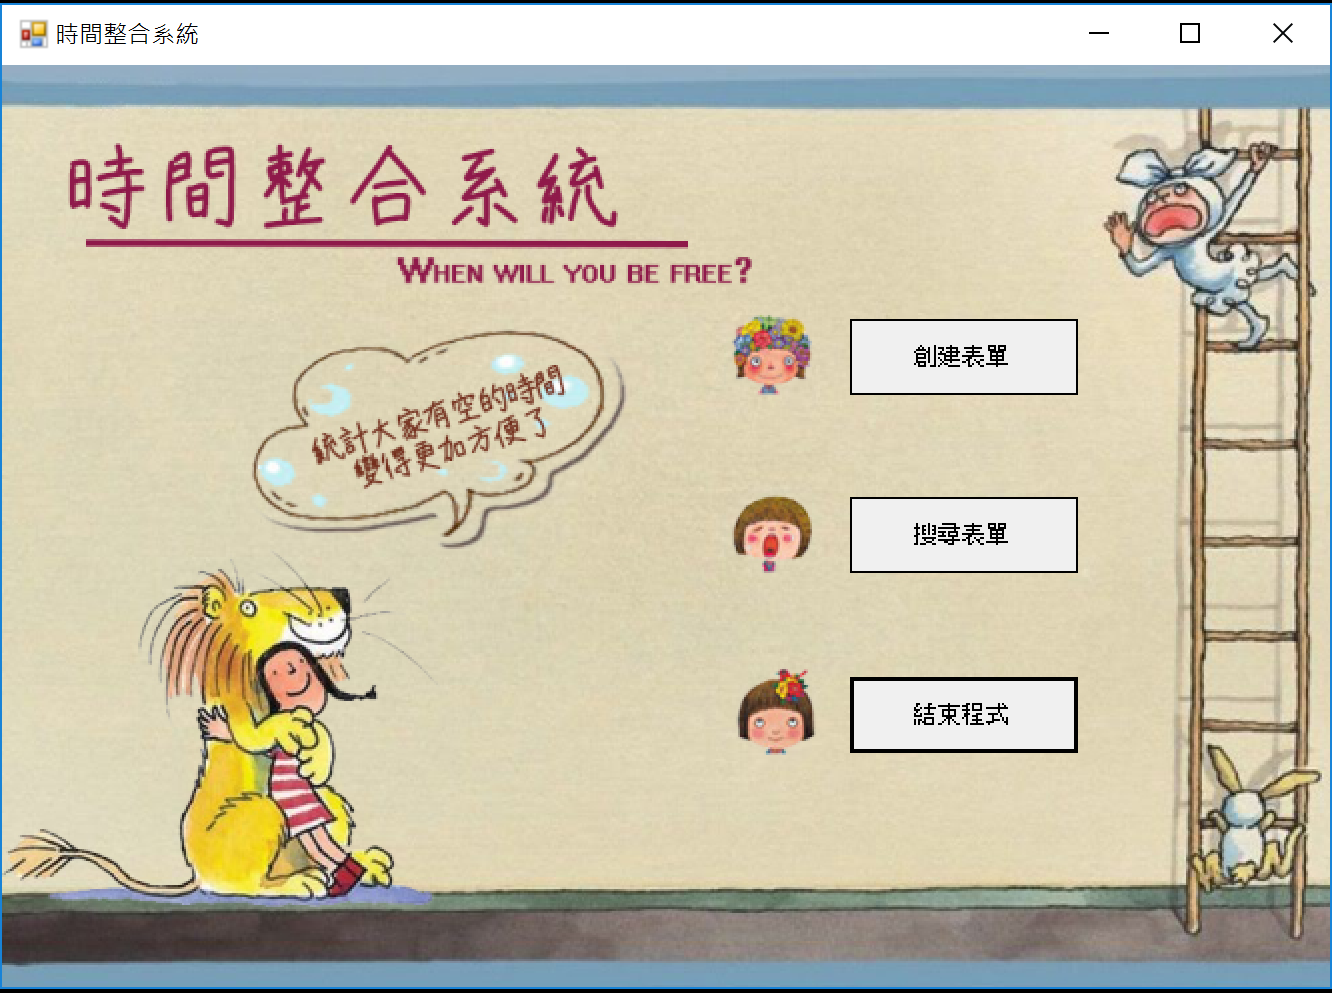 時間整合系統
時間整合系統
WHEN WILL YOU BE FREE?
統計大家有空的時間
變得更加方便了
創建表單
搜尋表單
結束程式